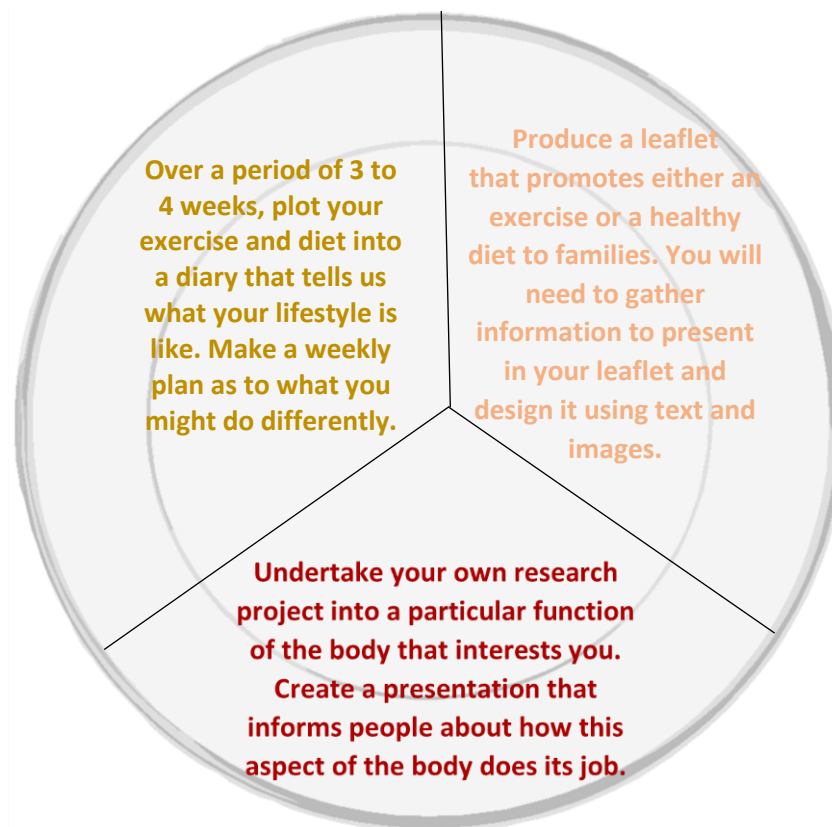 Over a period of 3 to
4 weeks, plot your
exercise and diet into
a diary that tells us
what your lifestyle is
like. Make a weekly
plan as to what you
might do differently.
Produce a leaflet
that promotes either an
exercise or a healthy
diet to families. You will
need to gather
information to present
in your leaflet and
design it using text and
images.
Undertake your own research
project into a particular function
of the body that interests you.
Create a presentation that
informs people about how this
aspect of the body does its job.